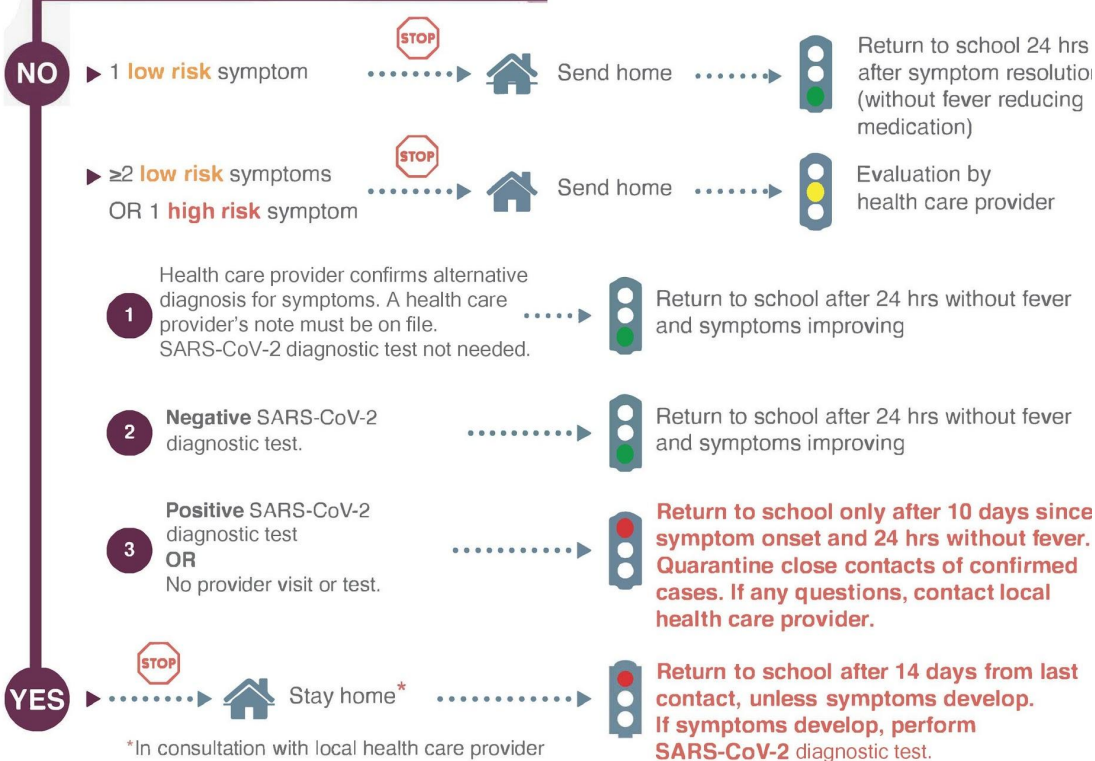 NO
1 low risk symptom
STOP
Send home
Return to school 24 hrs
after symptom resolution
(without fever reducing
medication)
≥2 low risk symptoms
OR 1 high risk symptom
STOP
Send home
Evaluation by
health care provider
1
Health care provider confirms alternative
diagnosis for symptoms. A health care
provider's note must be on file.
SARS-CoV-2 diagnostic test not needed.
Return to school after 24 hrs without fever
and symptoms improving
2
Negative SARS-CoV-2
diagnostic test.
Return to school after 24 hrs without fever
and symptoms improving
3
Positive SARS-CoV-2
diagnostic test
OR
No provider visit or test.
Return to school only after 10 days since
symptom onset and 24 hrs without fever.
Quarantine close contacts of confirmed
cases. If any questions, contact local
health care provider.
YES
STOP
Stay home*
*In consultation with local health care provider
Return to school after 14 days from last
contact, unless symptoms develop.
If symptoms develop, perform
SARS-CoV-2 diagnostic test.